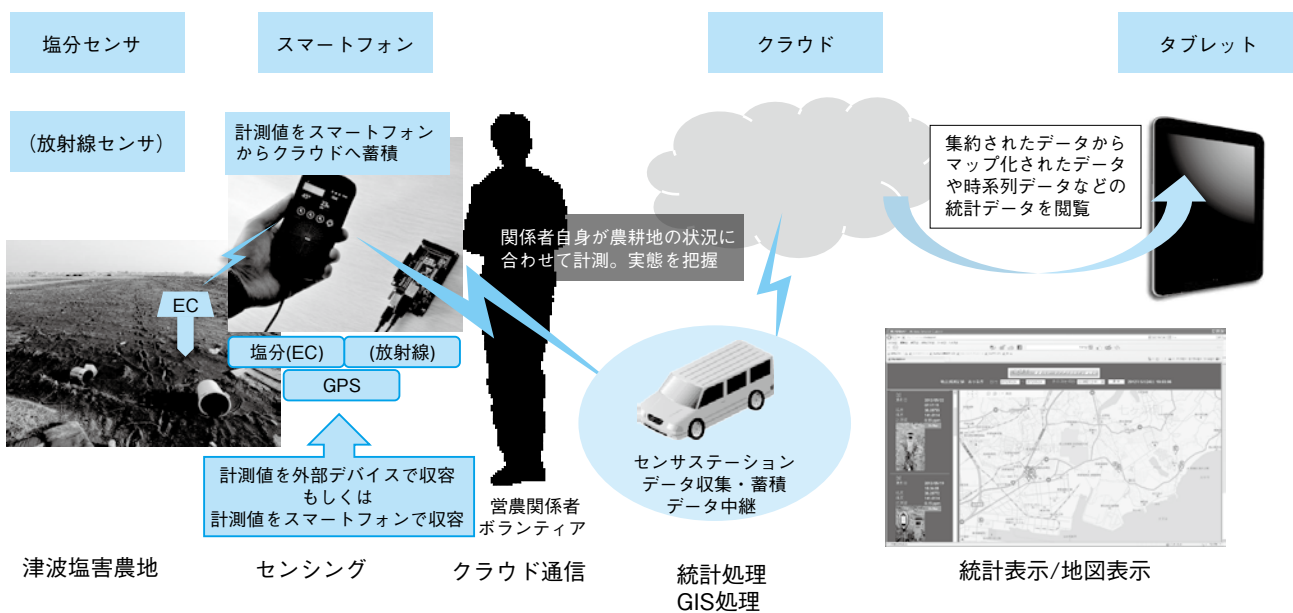 塩分センサ
スマートフォン
クラウド
タブレット
(放射線センサ)
計測値をスマートフォン
からクラウドへ蓄積
集約されたデータから
マップ化されたデータ
や時系列データなどの
統計データを閲覧
関係者自身が農耕地の状況に
合わせて計測。実態を把握
EC
塩分(EC)
(放射線)
GPS
計測値を外部デバイスで収容
もしくは
計測値をスマートフォンで収容
センサステーション
データ収集・蓄積
データ中継
営農関係者
ボランティア
津波塩害農地
センシング
クラウド通信
統計処理
GIS処理
統計表示/地図表示